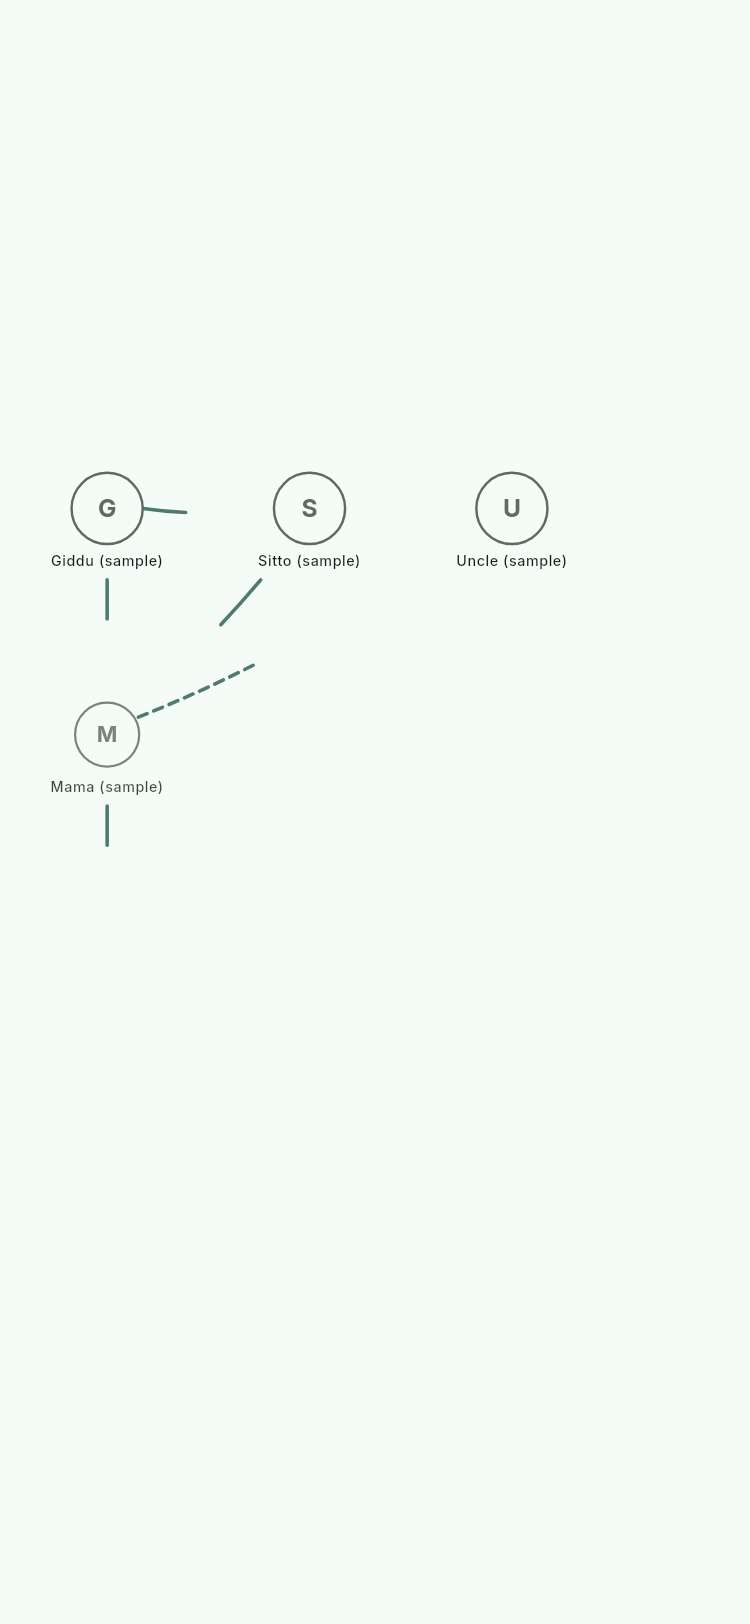 G
S
U
Giddu (sample)
Sitto (sample)
Uncle (sample)
M
Mama (sample)